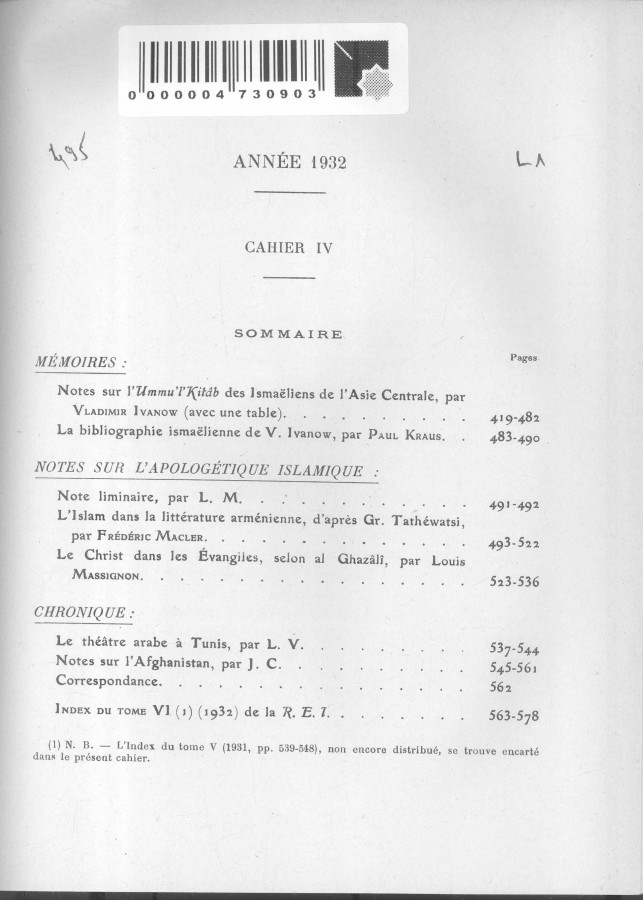 0 000004 730903
495 L1
ANNÉE 1932
CAHIER IV
SOMMAIRE
MÉMOIRES : Pages
Notes sur l'Ummu'l'Kitâb des Ismaëliens de l'Asie Centrale, par
VLADIMIR IVANOW (avec une table). . . . . . . . . . 419-482
La bibliographie ismaëlienne de V. Ivanow, par PAUL KRAUS. . 483-490
NOTES SUR L'APOLOGÉTIQUE ISLAMIQUE :
Note liminaire, par L. M. . . . . . . . . . . . 491-492
L'Islam dans la littérature arménienne, d'après Gr. Tathéwatsi,
par FRÉDÉRIC MACLER. . . . . . . . . . . . . 493-522
Le Christ dans les Évangiles, selon al Ghazâlî, par Louis
MASSIGNON. . . . . . . . . . . . . . . . 523-536
CHRONIQUE :
Le théâtre arabe à Tunis, par L. V. . . . . . . . . 537-544
Notes sur l'Afghanistan, par J. C. . . . . . . . . . 545-561
Correspondance. . . . . . . . . . . . . . . 562
INDEX DU TOME VI (1) (1932) de la R. E. I. . . . . . . . 563-578
(1) N. B. — L'Index du tome V (1931, pp. 539-548), non encore distribué, se trouve encarté
dans le présent cahier.